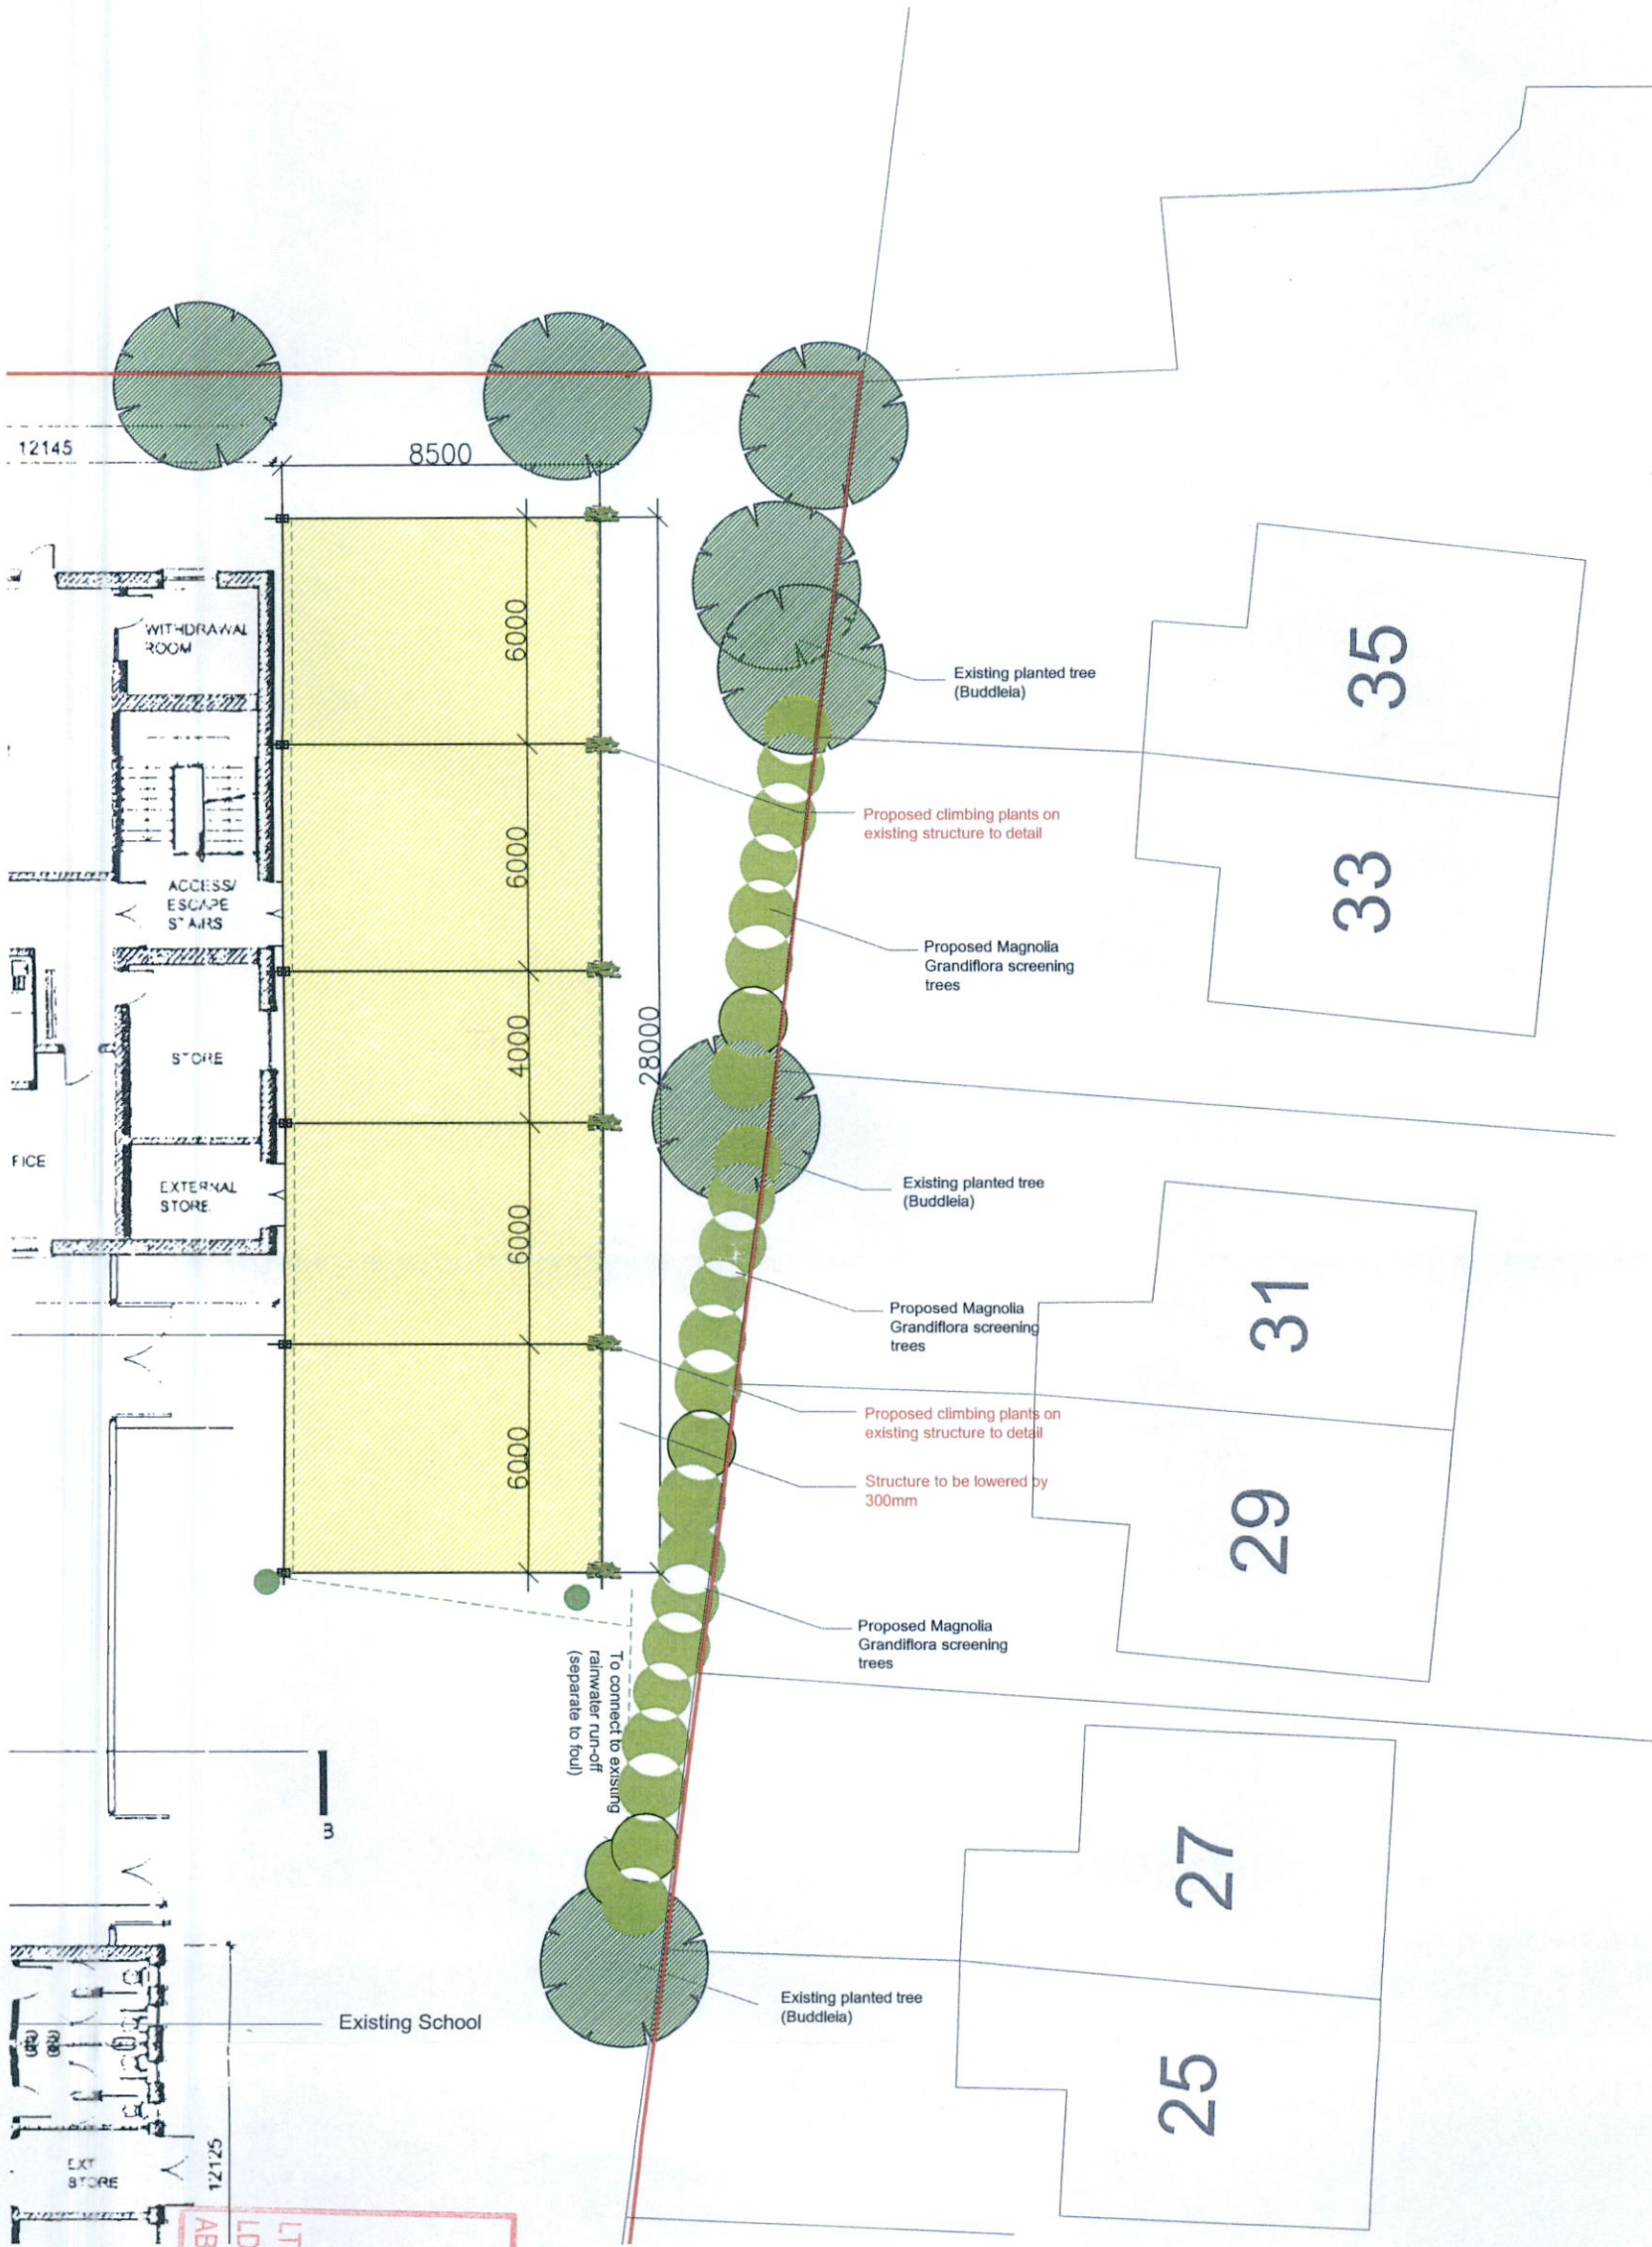 12145
8500
WITHDRAWAL
ROOM
6000
35
Existing planted tree
(Buddleia)
Proposed climbing plants on
existing structure to detail
6000
ACCESS/
ESCAPE
STAIRS
33
Proposed Magnolia
Grandiflora screening
trees
STORE
4000
28000
FICE
EXTERNAL
STORE
Existing planted tree
(Buddleia)
6000
31
Proposed Magnolia
Grandiflora screening
trees
Proposed climbing plants on
existing structure to detail
6000
Structure to be lowered by
300mm
29
Proposed Magnolia
Grandiflora screening
trees
To connect to existing
rainwater run-off
(separate to foul)
27
Existing planted tree
(Buddleia)
Existing School
25
EXT
STORE
12125
LT
LD
AB